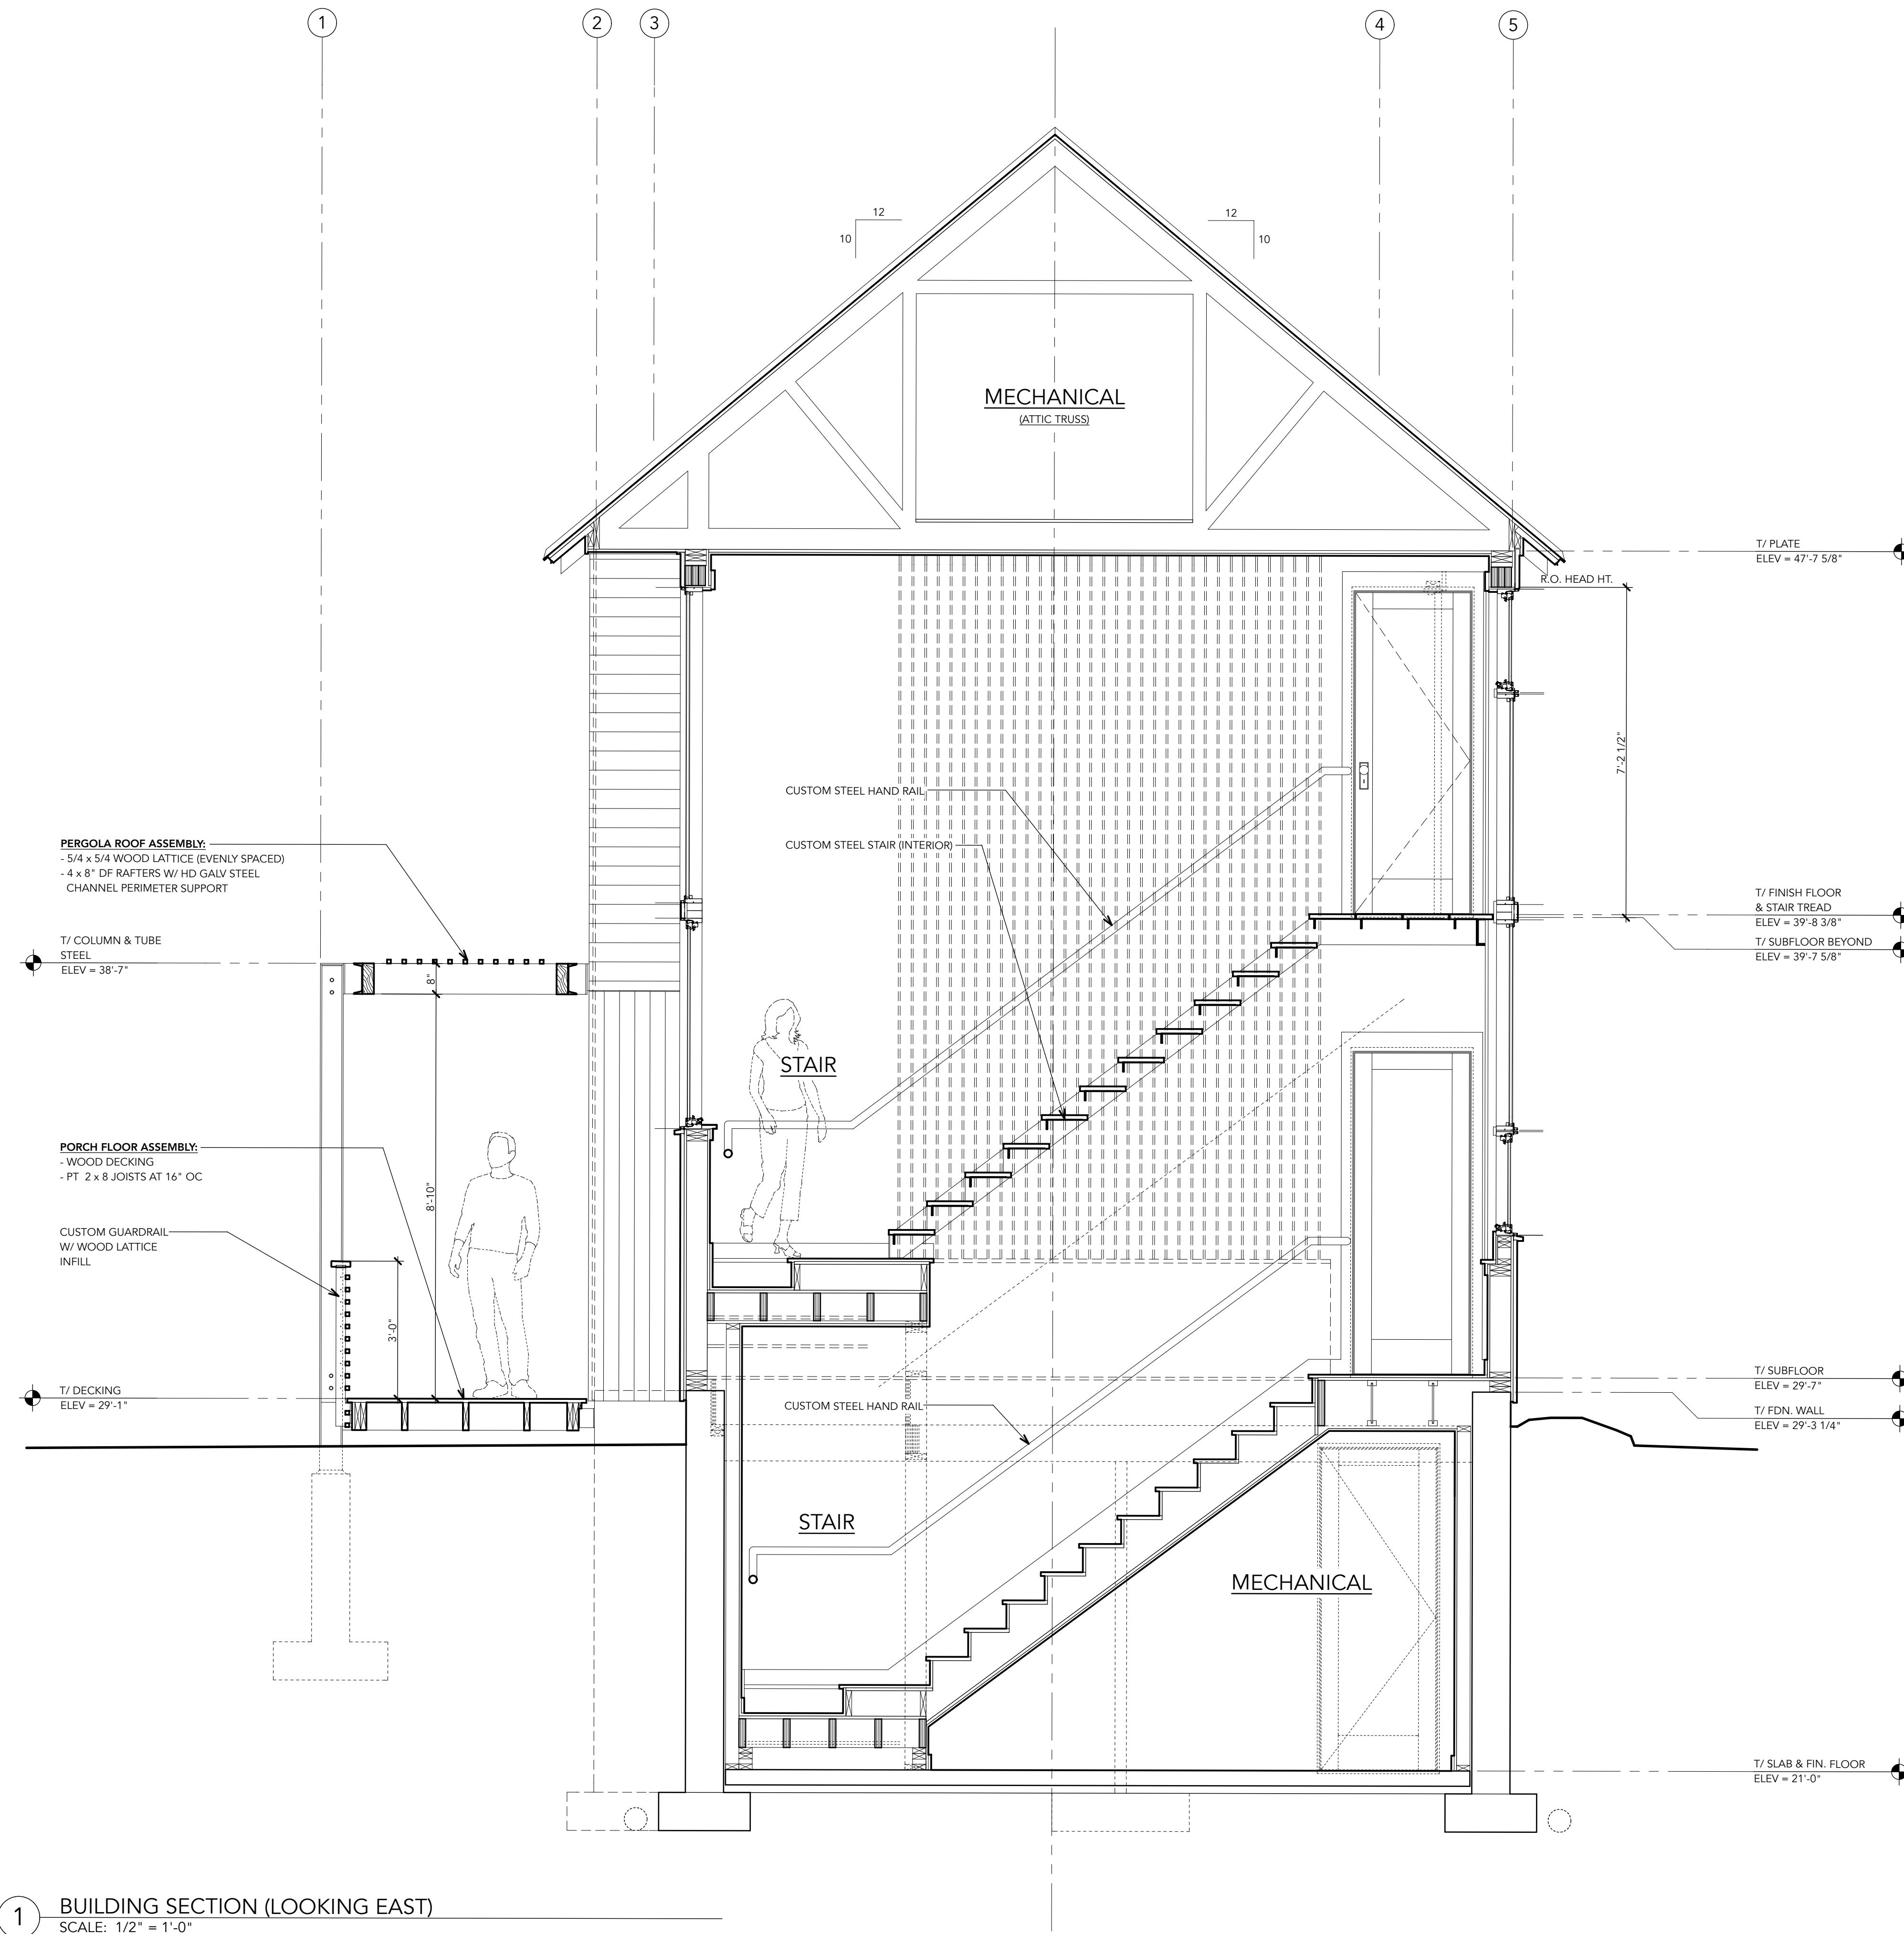 1
2
3
4
5
12
10
12
10
MECHANICAL
(ATTIC TRUSS)
T/ PLATE
ELEV = 47'-7 5/8"
R.O. HEAD HT.
7'-2 1/2"
CUSTOM STEEL HAND RAIL
CUSTOM STEEL STAIR (INTERIOR)
PERGOLA ROOF ASSEMBLY:
- 5/4 x 5/4 WOOD LATTICE (EVENLY SPACED)
- 4 x 8" DF RAFTERS W/ HD GALV STEEL
CHANNEL PERIMETER SUPPORT
T/ FINISH FLOOR
& STAIR TREAD
ELEV = 39'-8 3/8"
T/ SUBFLOOR BEYOND
ELEV = 39'-7 5/8"
T/ COLUMN & TUBE
STEEL
ELEV = 38'-7"
8"
STAIR
PORCH FLOOR ASSEMBLY:
- WOOD DECKING
- PT 2 x 8 JOISTS AT 16" OC
8'-10"
CUSTOM GUARDRAIL
W/ WOOD LATTICE
INFILL
3'-0"
T/ DECKING
ELEV = 29'-1"
T/ SUBFLOOR
ELEV = 29'-7"
T/ FDN. WALL
ELEV = 29'-3 1/4"
CUSTOM STEEL HAND RAIL
STAIR
MECHANICAL
T/ SLAB & FIN. FLOOR
ELEV = 21'-0"
1
BUILDING SECTION (LOOKING EAST)
SCALE: 1/2" = 1'-0"